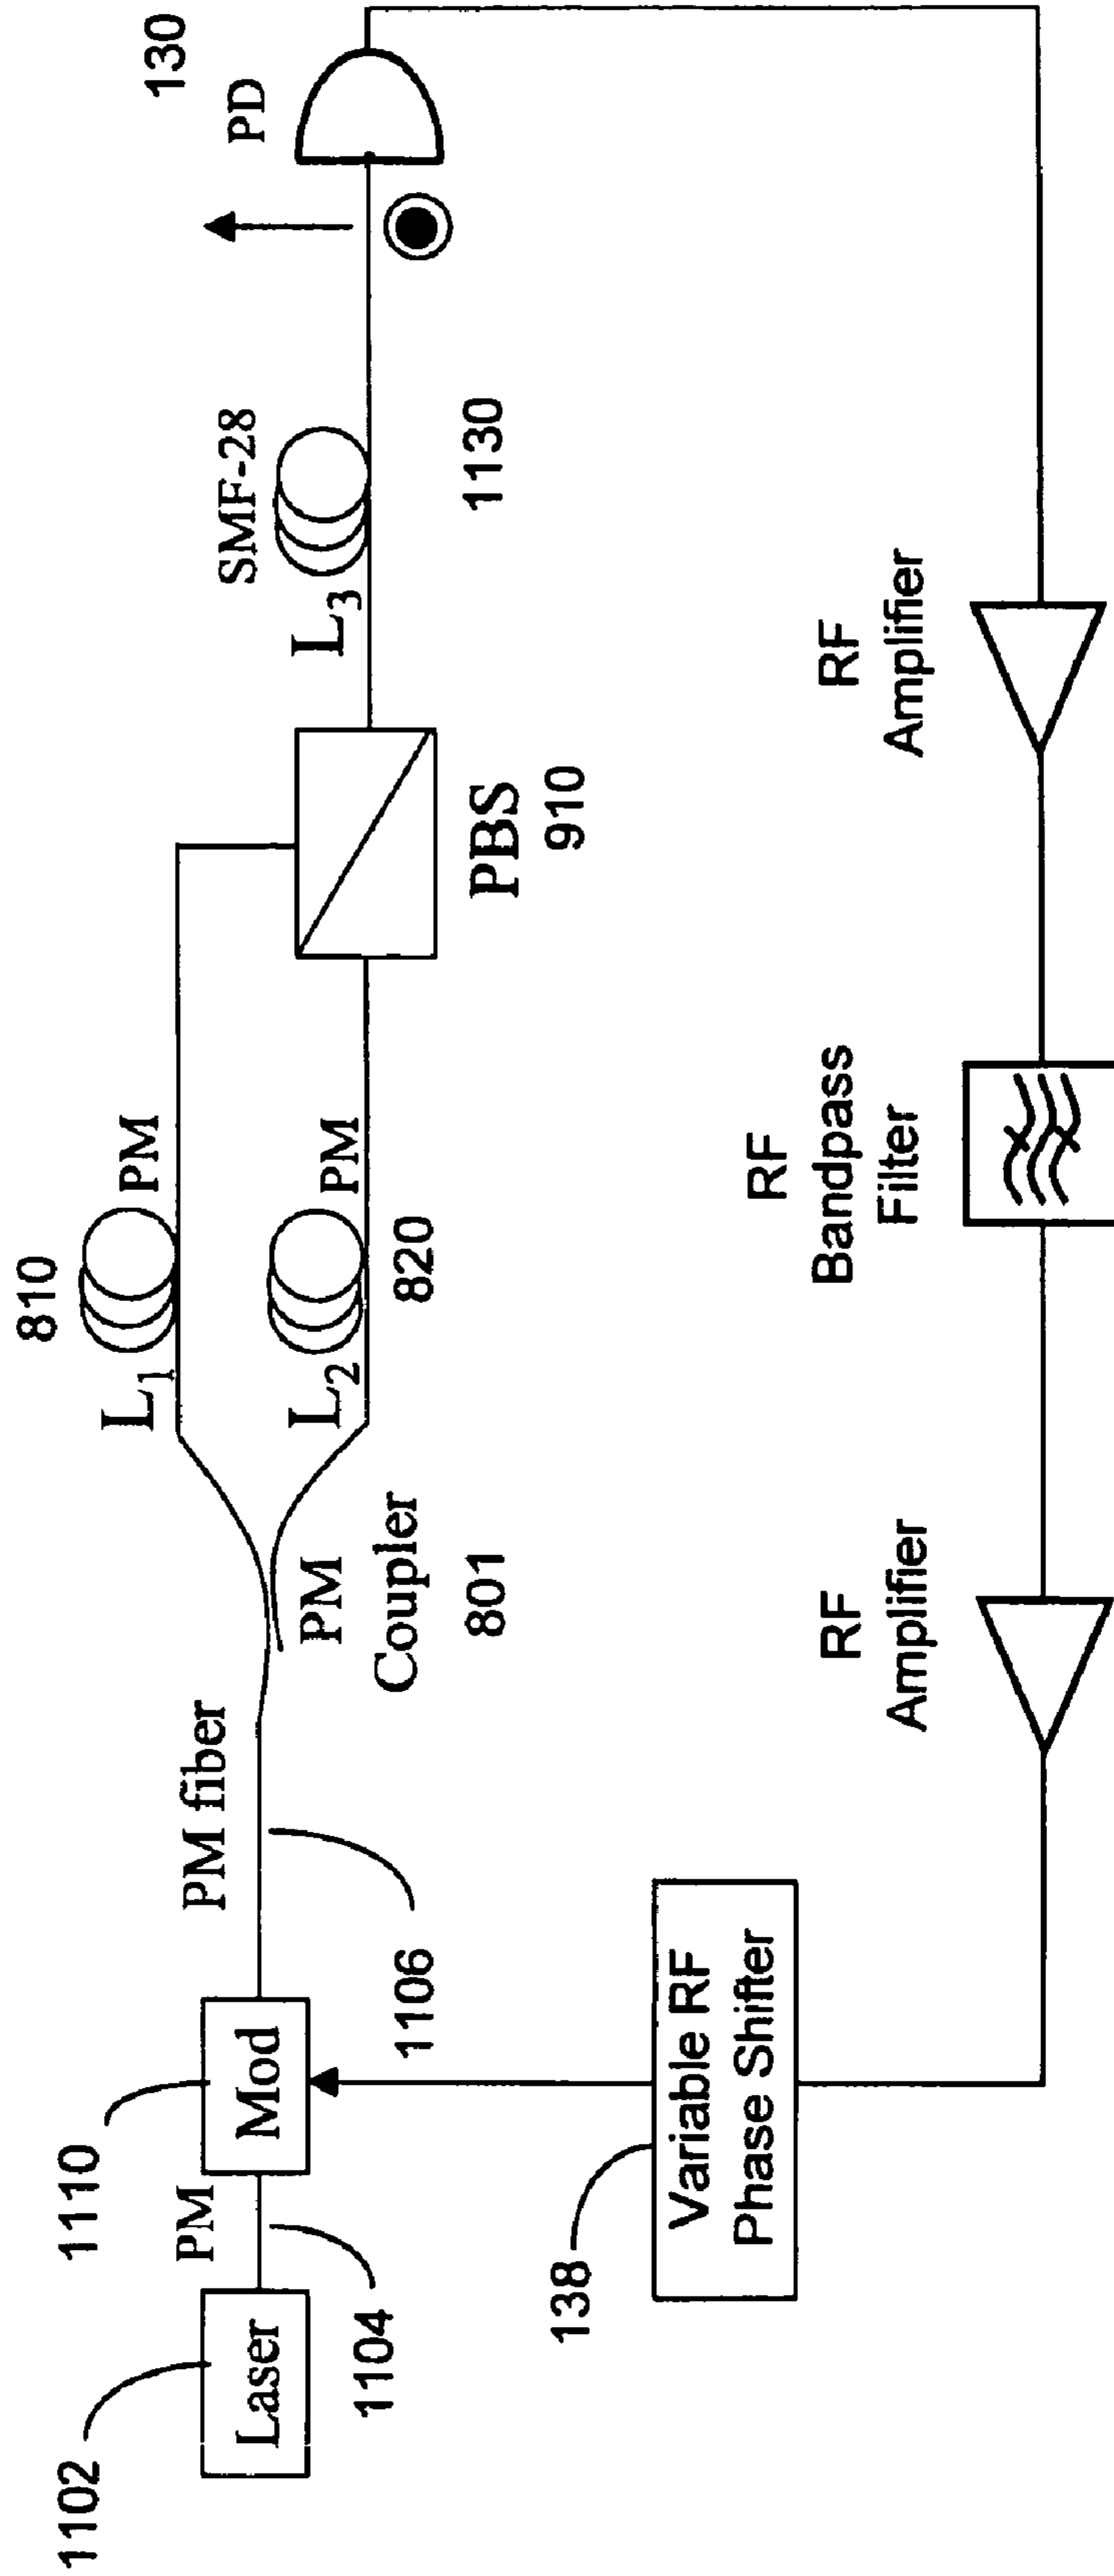 1102
Laser
1104
PM
1110
Mod
1106
PM fiber
PM
Coupler
801
810
L1
PM
L2
PM
820
PBS
910
L3
SMF-28
1130
PD
130
138
Variable RF
Phase Shifter
RF
Amplifier
RF
Bandpass
Filter
RF
Amplifier